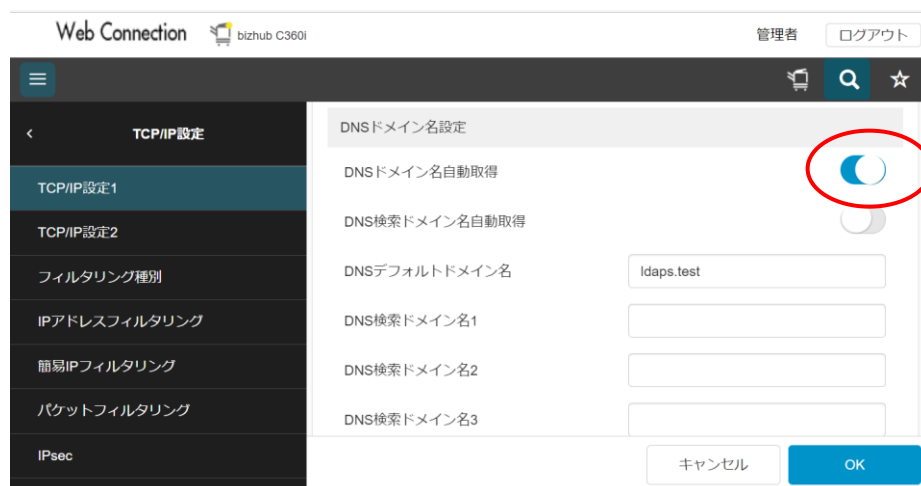 Web Connection bizhub C360i 管理者 ログアウト
TCP/IP設定
TCP/IP設定1
TCP/IP設定2
フィルタリング種別
IPアドレスフィルタリング
簡易IPフィルタリング
パケットフィルタリング
IPsec
DNSドメイン名設定
DNSドメイン名自動取得
DNS検索ドメイン名自動取得
DNSデフォルトドメイン名 ldaps.test
DNS検索ドメイン名1
DNS検索ドメイン名2
DNS検索ドメイン名3
キャンセル OK